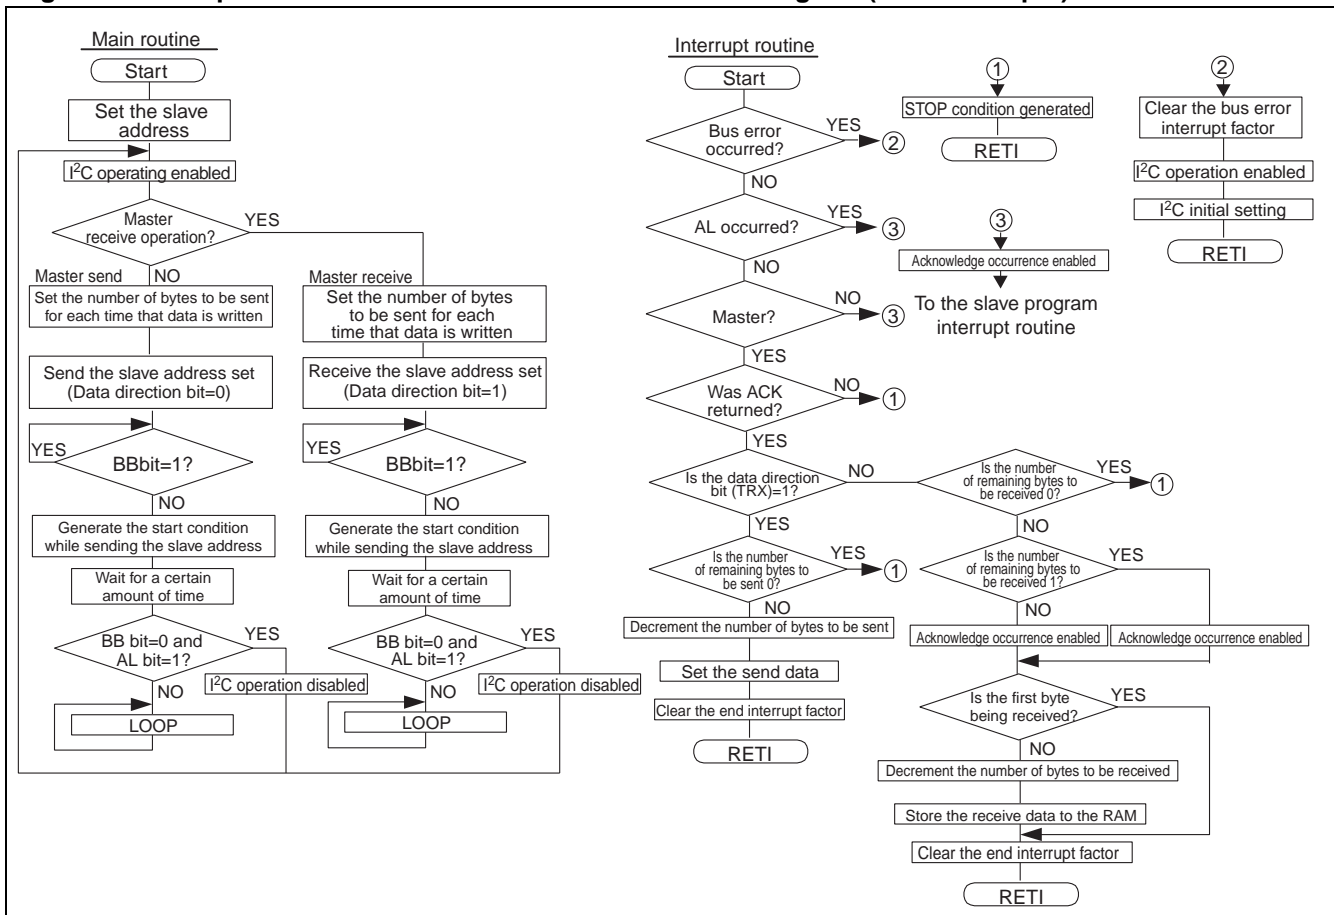 Main routine
Start
Set the slave
address
I²C operating enabled
Master
receive operation?
YES
NO
Master send
Set the number of bytes to be sent
for each time that data is written
Send the slave address set
(Data direction bit=0)
YES
BBbit=1?
NO
Generate the start condition
while sending the slave address
Wait for a certain
amount of time
BB bit=0 and
AL bit=1?
YES
NO
I²C operation disabled
LOOP
Master receive
Set the number of bytes
to be sent for each
time that data is written
Receive the slave address set
(Data direction bit=1)
YES
BBbit=1?
NO
Generate the start condition
while sending the slave address
Wait for a certain
amount of time
BB bit=0 and
AL bit=1?
YES
NO
I²C operation disabled
LOOP
Interrupt routine
Start
Bus error
occurred?
YES
2
NO
AL occurred?
YES
3
NO
Master?
NO
3
YES
Was ACK
returned?
NO
1
YES
Is the data direction
bit (TRX)=1?
NO
YES
Is the number
of remaining bytes to
be sent 0?
YES
1
NO
Decrement the number of bytes to be sent
Set the send data
Clear the end interrupt factor
RETI
1
STOP condition generated
RETI
2
Clear the bus error
interrupt factor
I²C operation enabled
I²C initial setting
RETI
3
Acknowledge occurrence enabled
To the slave program
interrupt routine
Is the number
of remaining bytes to
be received 0?
YES
1
NO
Is the number
of remaining bytes to
be received 1?
YES
NO
Acknowledge occurrence enabled
Acknowledge occurrence enabled
Is the first byte
being received?
YES
NO
Decrement the number of bytes to be received
Store the receive data to the RAM
Clear the end interrupt factor
RETI